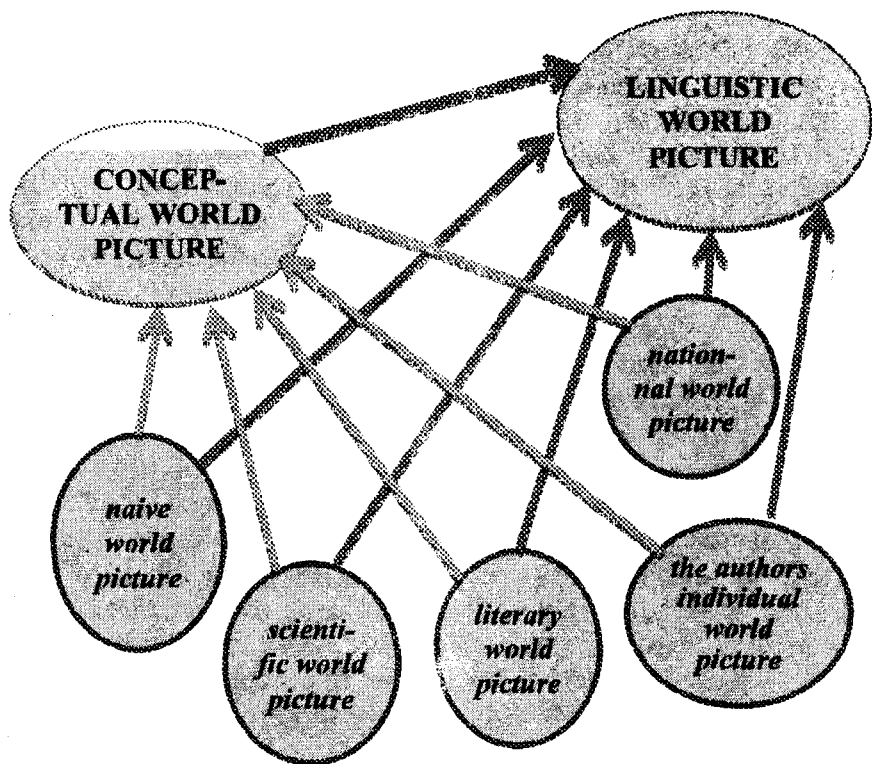 LINGUISTIC
WORLD
PICTURE
CONCEP-
TUAL WORLD
PICTURE
nation-
nal world
picture
naive
world
picture
scienti-
fic world
picture
literary
world
picture
the authors
individual
world
picture